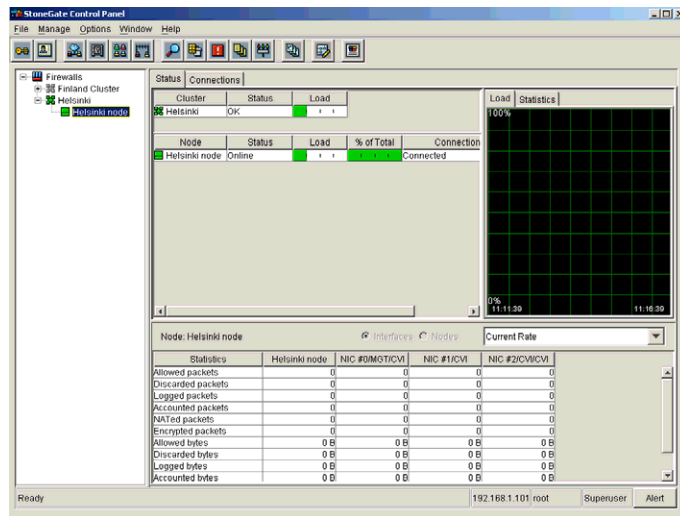 StoneGate Control Panel
File Manage Options Window Help
Firewalls
Finland Cluster
Helsinki
Helsinki node
Status Connections
Cluster Status Load
Helsinki OK
Node Status Load % of Total Connection
Helsinki node Online Connected
Load Statistics
100%
0%
11:11:39 11:16:39
Node: Helsinki node Interfaces Nodes Current Rate
Statistics Helsinki node NIC #0/MGT/CVI NIC #1/CVI NIC #2/CVI/CVI
Allowed packets 0 0 0 0
Discarded packets 0 0 0 0
Logged packets 0 0 0 0
Accounted packets 0 0 0 0
NATed packets 0 0 0 0
Encrypted packets 0 0 0 0
Allowed bytes 0 B 0 B 0 B 0 B
Discarded bytes 0 B 0 B 0 B 0 B
Logged bytes 0 B 0 B 0 B 0 B
Accounted bytes 0 B 0 B 0 B 0 B
Ready 192.168.1.101 root Superuser Alert